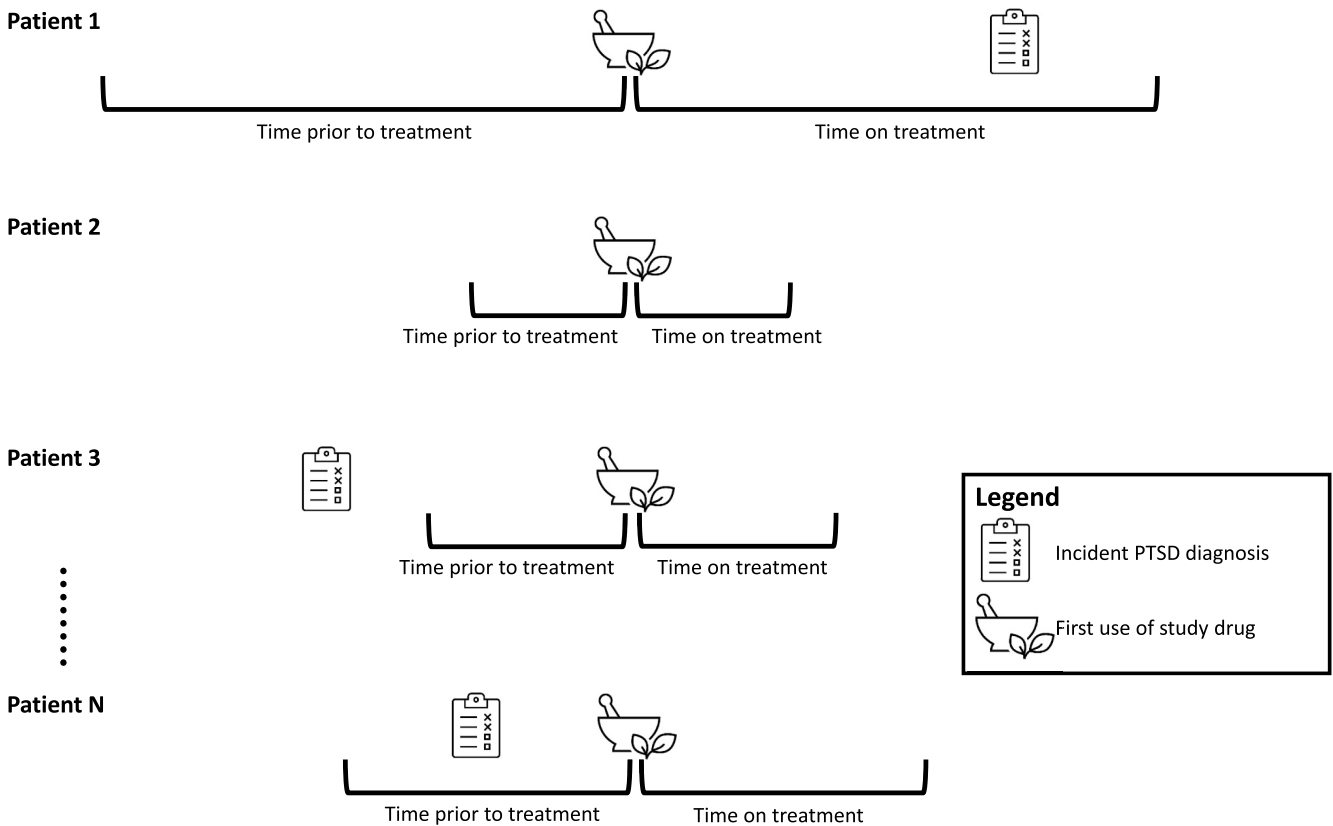 Patient 1
Time prior to treatment
Time on treatment
Patient 2
Time prior to treatment
Time on treatment
Patient 3
Time prior to treatment
Time on treatment
Legend
Incident PTSD diagnosis
First use of study drug
Patient N
Time prior to treatment
Time on treatment